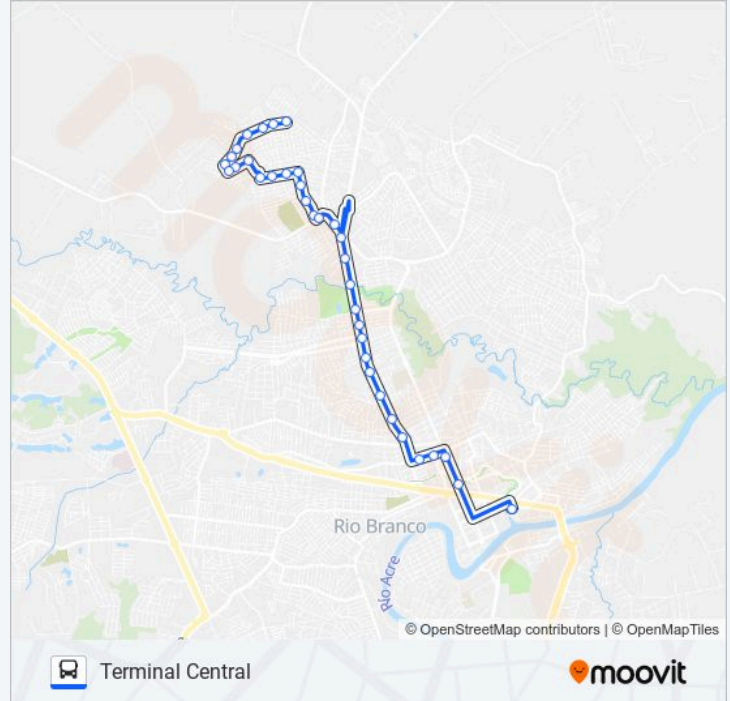 Rio Branco
Rio Acre
© OpenStreetMap contributors | © OpenMapTiles
Terminal Central
moovit